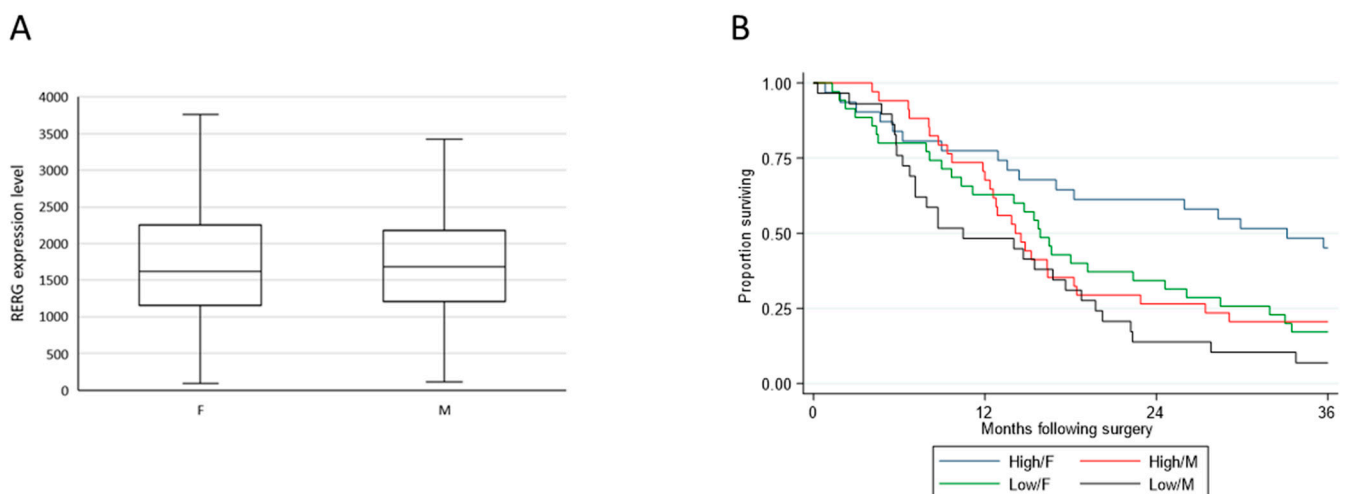 A
B
RERG expression level
4000
3500
3000
2500
2000
1500
1000
500
0
F
M
Proportion surviving
1.00
0.75
0.50
0.25
0.00
0
12
24
36
Months following surgery
High/F
High/M
Low/F
Low/M